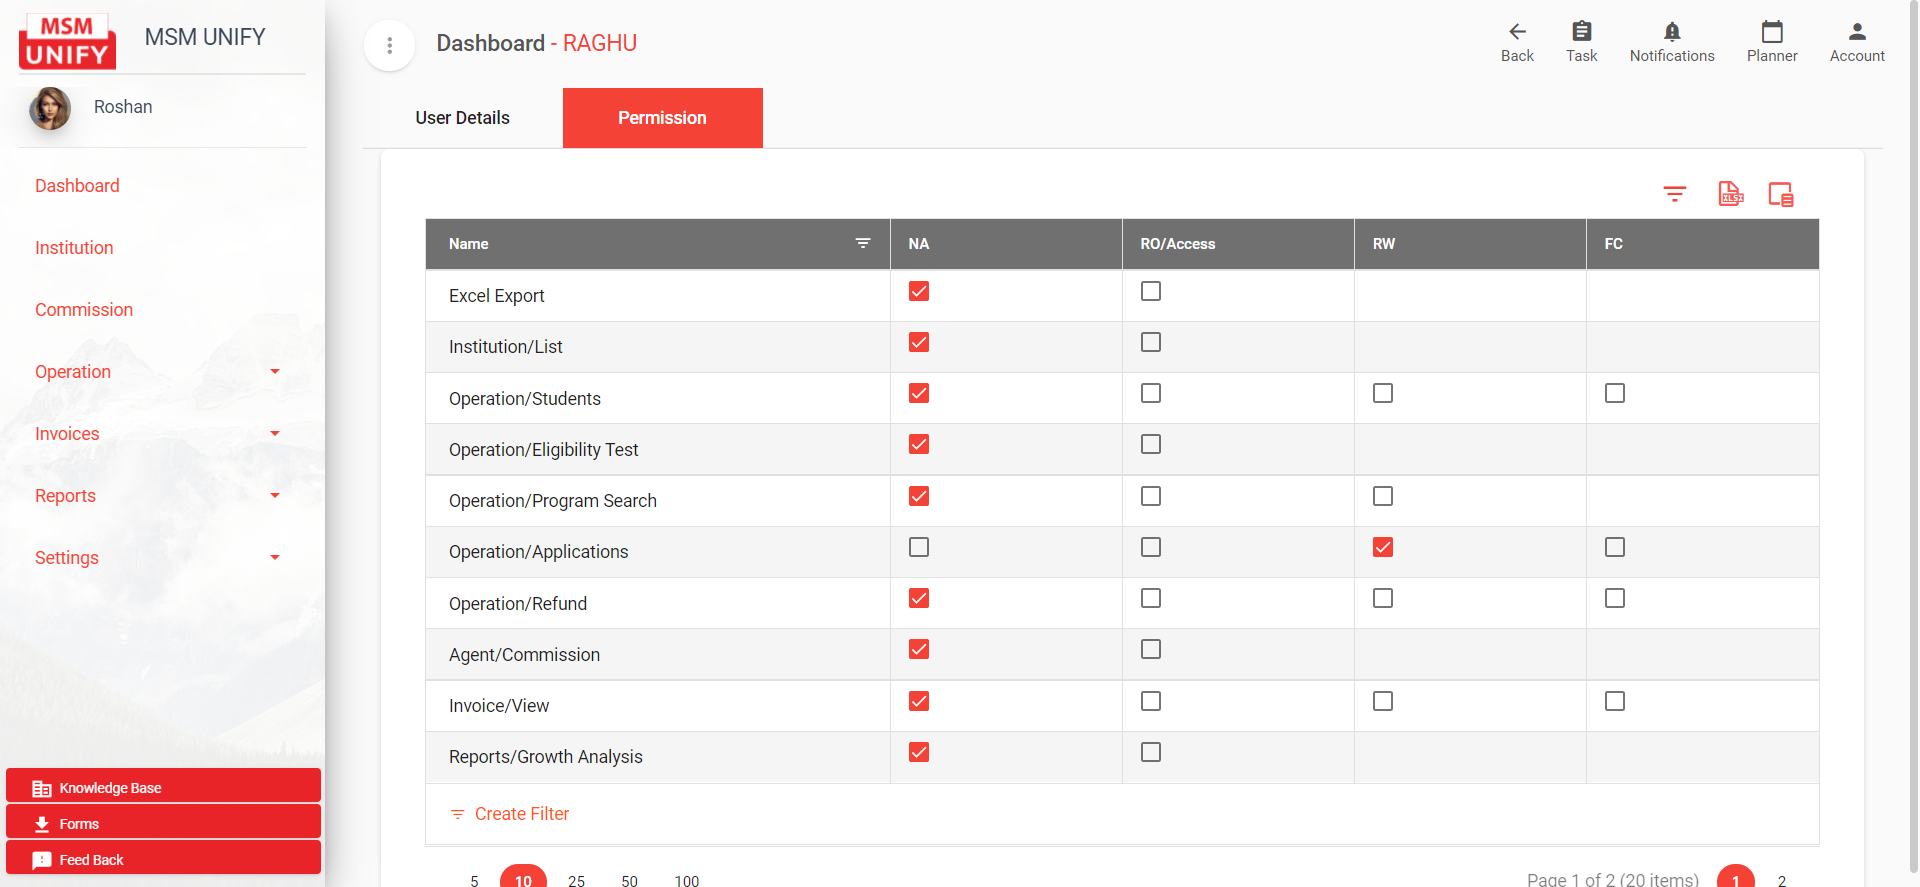 MSM
UNIFY
MSM UNIFY
Roshan
Dashboard
Institution
Commission
Operation
Invoices
Reports
Settings
Knowledge Base
Forms
Feed Back
Dashboard - RAGHU
Back
Task
Notifications
Planner
Account
User Details
Permission
XLSX
Name NA RO/Access RW FC
Excel Export
Institution/List
Operation/Students
Operation/Eligibility Test
Operation/Program Search
Operation/Applications
Operation/Refund
Agent/Commission
Invoice/View
Reports/Growth Analysis
Create Filter
5 10 25 50 100
Page 1 of 2 (20 items) 1 2